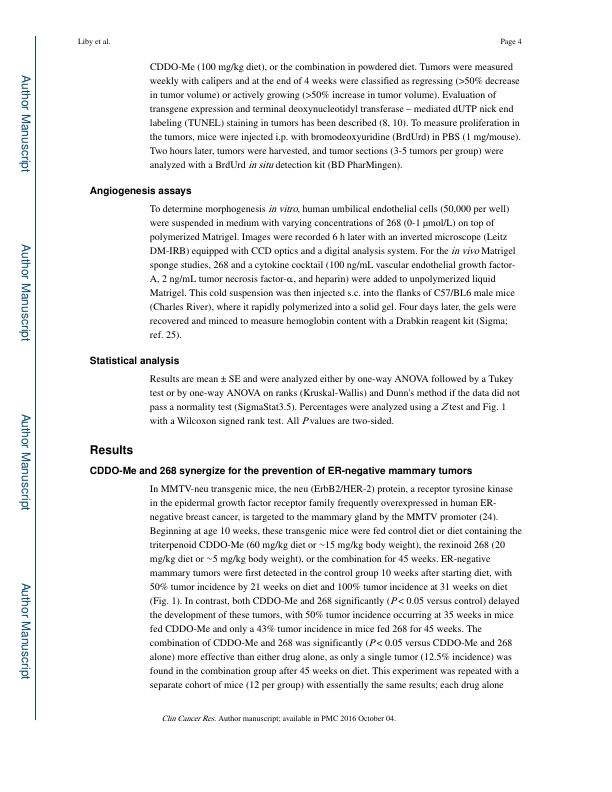 Liby et al.
Page 4
CDDO-Me (100 mg/kg diet), or the combination in powdered diet. Tumors were measured
weekly with calipers and at the end of 4 weeks were classified as regressing (>50% decrease
in tumor volume) or actively growing (>50% increase in tumor volume). Evaluation of
transgene expression and terminal deoxynucleotidyl transferase – mediated dUTP nick end
labeling (TUNEL) staining in tumors has been described (8, 10). To measure proliferation in
the tumors, mice were injected i.p. with bromodeoxyuridine (BrdUrd) in PBS (1 mg/mouse).
Two hours later, tumors were harvested, and tumor sections (3-5 tumors per group) were
analyzed with a BrdUrd in situ detection kit (BD PharMingen).
Angiogenesis assays
To determine morphogenesis in vitro, human umbilical endothelial cells (50,000 per well)
were suspended in medium with varying concentrations of 268 (0-1 μmol/L) on top of
polymerized Matrigel. Images were recorded 6 h later with an inverted microscope (Leitz
DM-IRB) equipped with CCD optics and a digital analysis system. For the in vivo Matrigel
sponge studies, 268 and a cytokine cocktail (100 ng/mL vascular endothelial growth factor-
A, 2 ng/mL tumor necrosis factor-α, and heparin) were added to unpolymerized liquid
Matrigel. This cold suspension was then injected s.c. into the flanks of C57/BL6 male mice
(Charles River), where it rapidly polymerized into a solid gel. Four days later, the gels were
recovered and minced to measure hemoglobin content with a Drabkin reagent kit (Sigma;
ref. 25).
Statistical analysis
Results are mean ± SE and were analyzed either by one-way ANOVA followed by a Tukey
test or by one-way ANOVA on ranks (Kruskal-Wallis) and Dunn's method if the data did not
pass a normality test (SigmaStat3.5). Percentages were analyzed using a Z test and Fig. 1
with a Wilcoxon signed rank test. All P values are two-sided.
Results
CDDO-Me and 268 synergize for the prevention of ER-negative mammary tumors
In MMTV-neu transgenic mice, the neu (ErbB2/HER-2) protein, a receptor tyrosine kinase
in the epidermal growth factor receptor family frequently overexpressed in human ER-
negative breast cancer, is targeted to the mammary gland by the MMTV promoter (24).
Beginning at age 10 weeks, these transgenic mice were fed control diet or diet containing the
triterpenoid CDDO-Me (60 mg/kg diet or ~15 mg/kg body weight), the rexinoid 268 (20
mg/kg diet or ~5 mg/kg body weight), or the combination for 45 weeks. ER-negative
mammary tumors were first detected in the control group 10 weeks after starting diet, with
50% tumor incidence by 21 weeks on diet and 100% tumor incidence at 31 weeks on diet
(Fig. 1). In contrast, both CDDO-Me and 268 significantly (P < 0.05 versus control) delayed
the development of these tumors, with 50% tumor incidence occurring at 35 weeks in mice
fed CDDO-Me and only a 43% tumor incidence in mice fed 268 for 45 weeks. The
combination of CDDO-Me and 268 was significantly (P < 0.05 versus CDDO-Me and 268
alone) more effective than either drug alone, as only a single tumor (12.5% incidence) was
found in the combination group after 45 weeks on diet. This experiment was repeated with a
separate cohort of mice (12 per group) with essentially the same results; each drug alone
Clin Cancer Res. Author manuscript; available in PMC 2016 October 04.
Author Manuscript
Author Manuscript
Author Manuscript
Author Manuscript